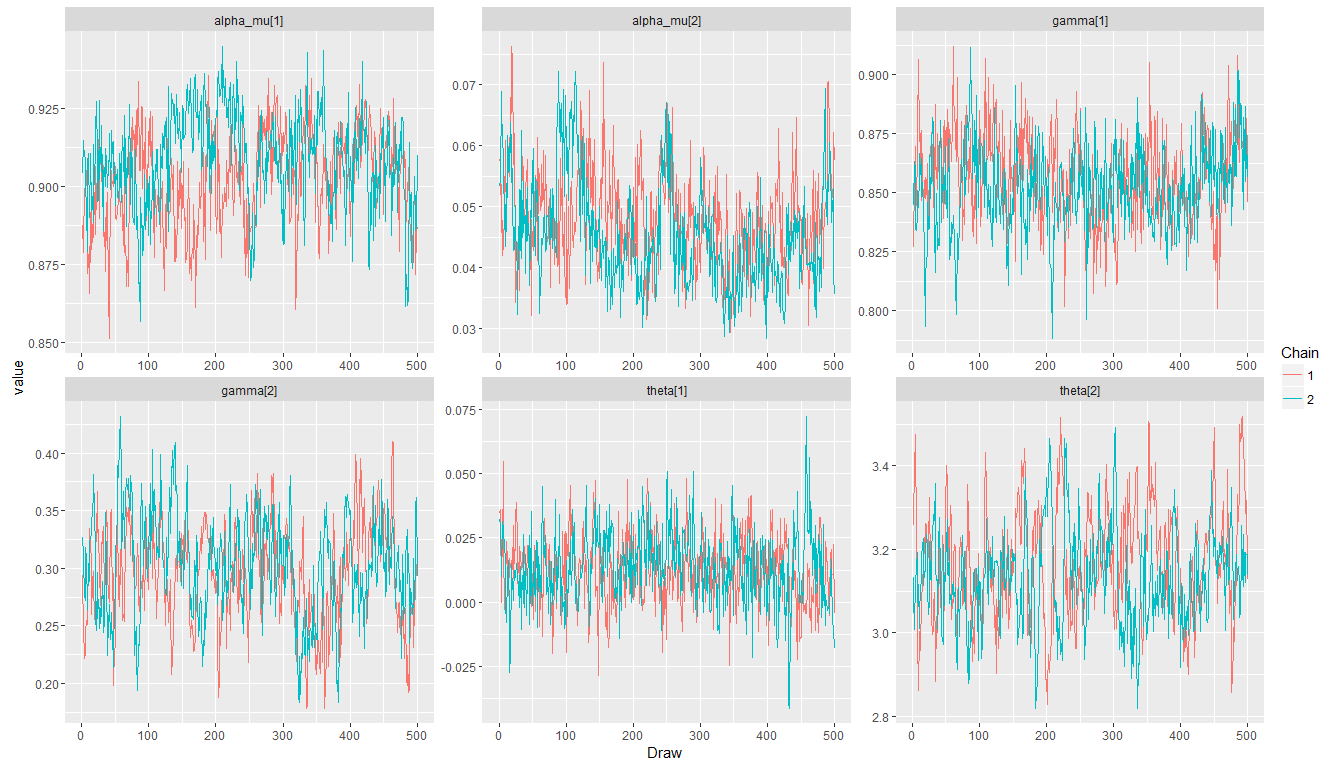 alpha_mu[1]
alpha_mu[2]
gamma[1]
0.925
0.900
0.875
0.850
0 100 200 300 400 500
0.07
0.06
0.05
0.04
0.03
0 100 200 300 400 500
0.900
0.875
0.850
0.825
0.800
0 100 200 300 400 500
gamma[2]
theta[1]
theta[2]
0.40
0.35
0.30
0.25
0.20
0 100 200 300 400 500
0.075
0.050
0.025
0.000
-0.025
0 100 200 300 400 500
3.4
3.2
3.0
2.8
0 100 200 300 400 500
value
Draw
Chain
1
2